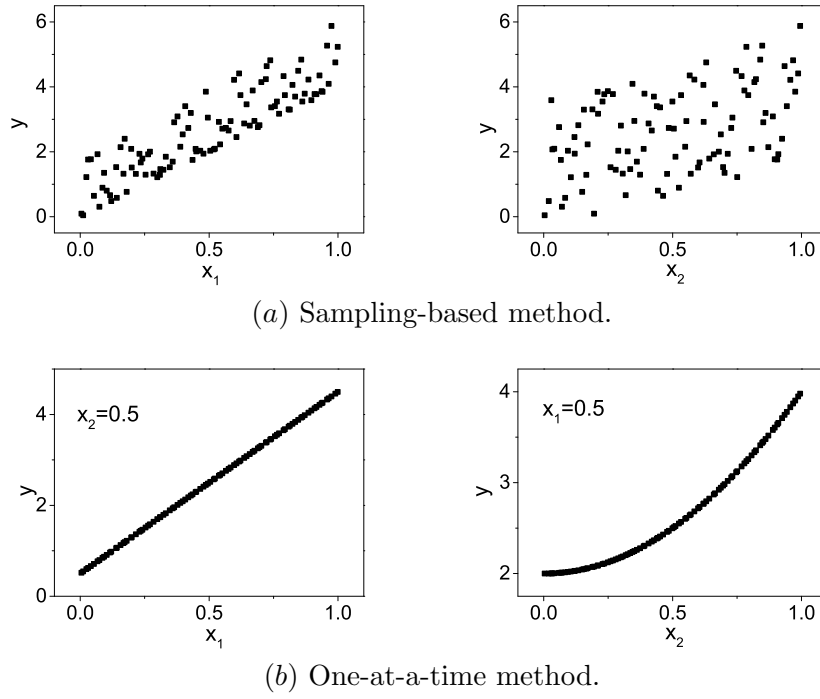 6
4
2
0
y
0.0 0.5 1.0
x₁
6
4
2
0
y
0.0 0.5 1.0
x₂
(a) Sampling-based method.
x₂=0.5
4
2
0
y
0.0 0.5 1.0
x₁
x₁=0.5
4
3
2
y
0.0 0.5 1.0
x₂
(b) One-at-a-time method.